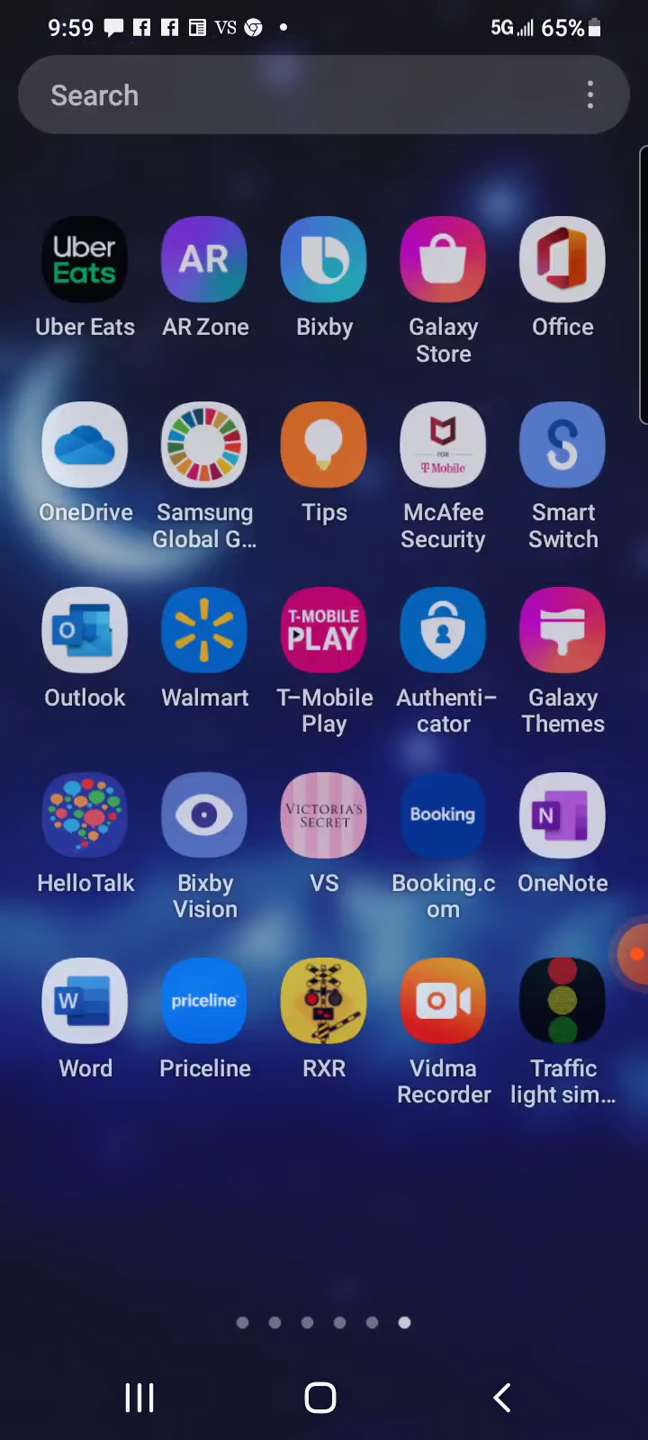 9:59 VS 5G 65%
Search
Uber Eats
AR
b
Uber Eats AR Zone Bixby Galaxy Store Office
FOR T Mobile
S
OneDrive Samsung Global G... Tips McAfee Security Smart Switch
O
T-MOBILE PLAY
Outlook Walmart T-Mobile Play Authenti-cator Galaxy Themes
VICTORIA'S SECRET
Booking
N
HelloTalk Bixby Vision VS Booking.com OneNote
W
priceline
Word Priceline RXR Vidma Recorder Traffic light sim...